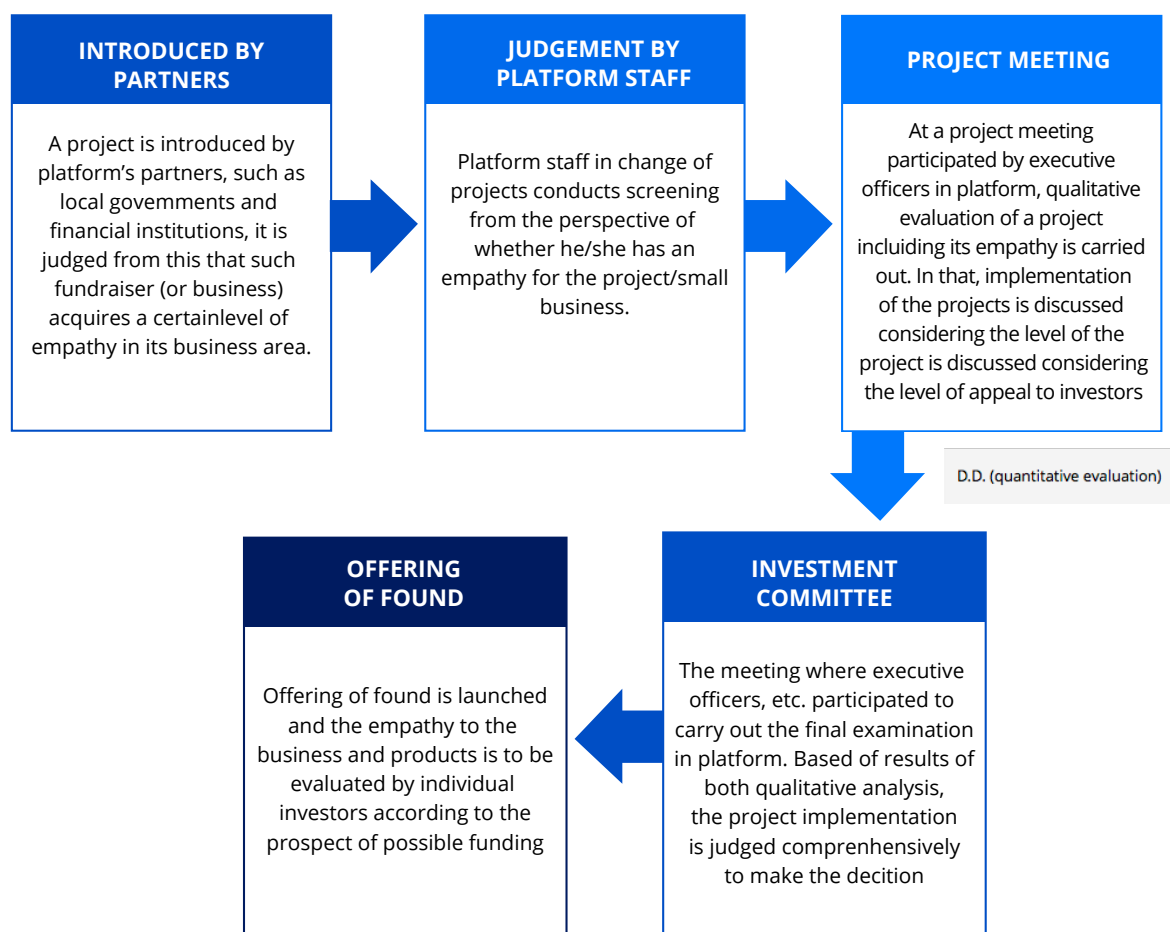 INTRODUCED BY
PARTNERS
A project is introduced by
platform's partners, such as
local govemments and
financial institutions, it is
judged from this that such
fundraiser (or business)
acquires a certainlevel of
empathy in its business area.
JUDGEMENT BY
PLATFORM STAFF
Platform staff in change of
projects conducts screening
from the perspective of
whether he/she has an
empathy for the project/small
business.
PROJECT MEETING
At a project meeting
participated by executive
officers in platform, qualitative
evaluation of a project
incluiding its empathy is carried
out. In that, implementation
of the projects is discussed
considering the level of the
project is discussed considering
the level of appeal to investors
D.D. (quantitative evaluation)
INVESTMENT
COMMITTEE
The meeting where executive
officers, etc. participated to
carry out the final examination
in platform. Based of results of
both qualitative analysis,
the project implementation
is judged comprenhensively
to make the decition
OFFERING
OF FOUND
Offering of found is launched
and the empathy to the
business and products is to be
evaluated by individual
investors according to the
prospect of possible funding